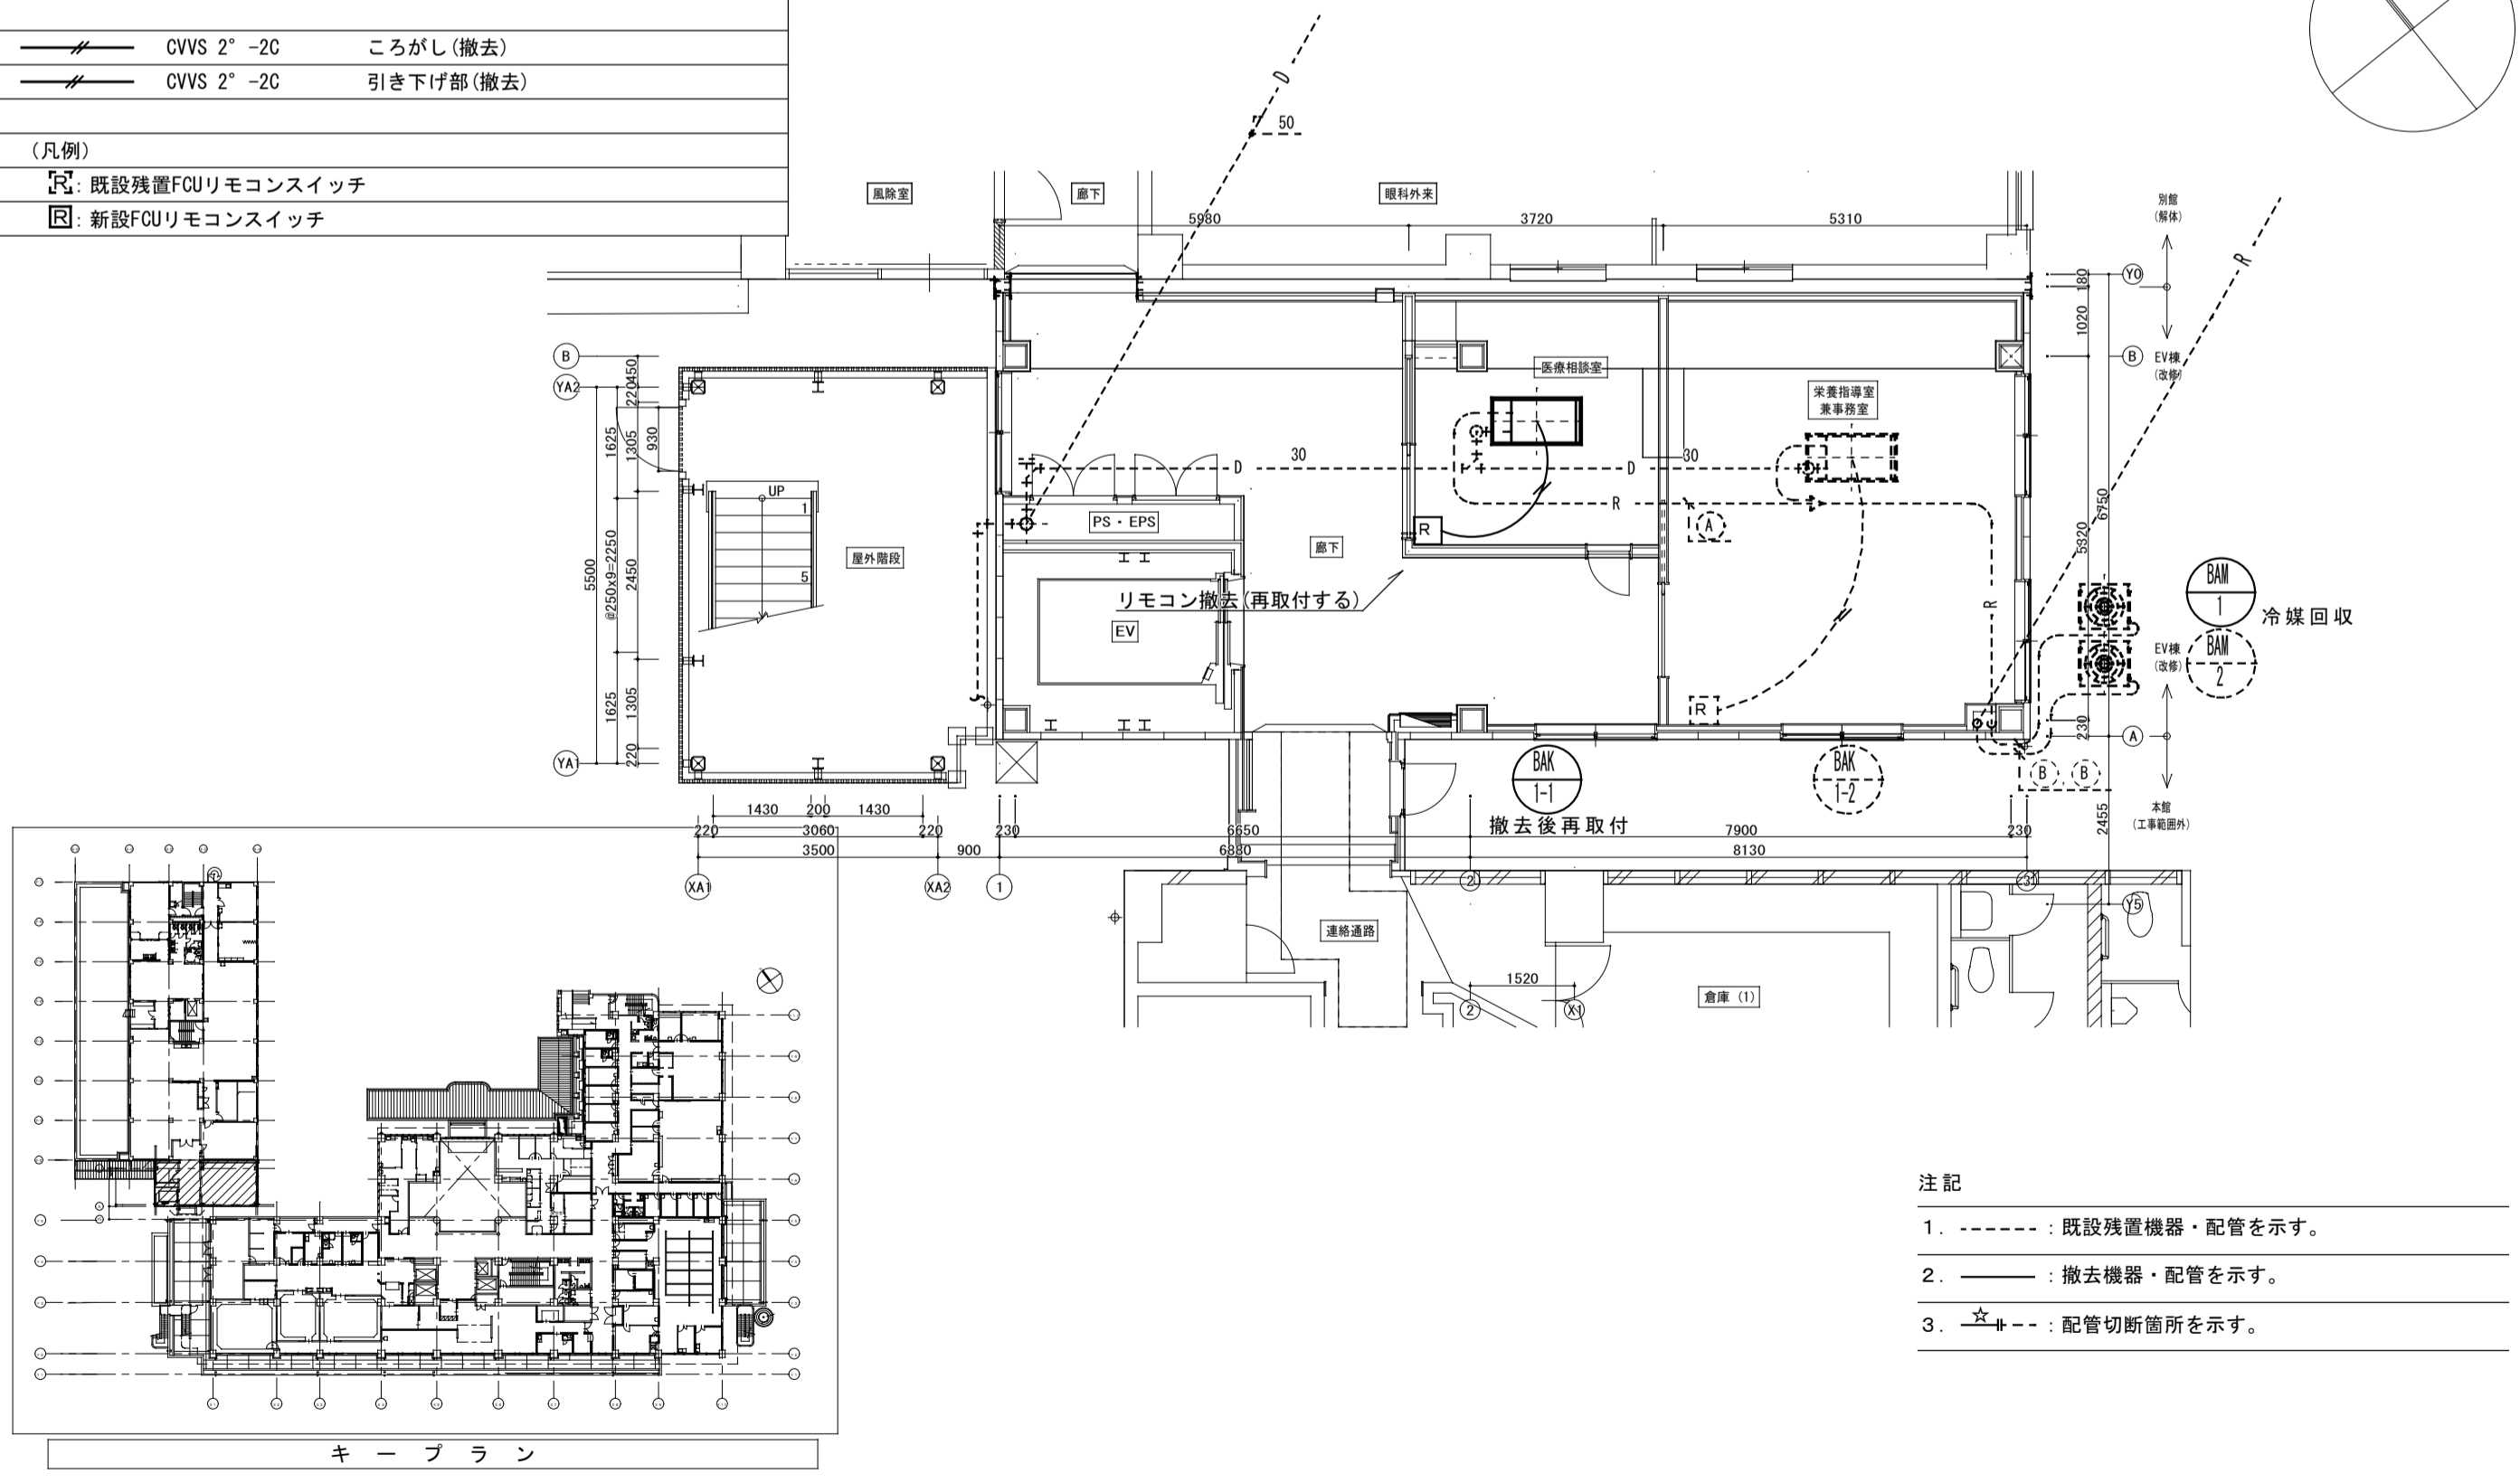 CVVS 2°-2C ころがし(撤去)
CVVS 2°-2C 引き下げ部(撤去)
(凡例)
R: 既設残置FCUリモコンスイッチ
R: 新設FCUリモコンスイッチ
D
50
風除室
廊下
眼科外来
5980
3720
5310
別館
(解体)
R
Y0
180
1020
B
EV棟
(改修)
B
YA2
450
220
1625
1305
930
5500
@250x9=2250
2450
1625
1305
220
YA1
UP
1
5
屋外階段
医療相談室
栄養指導室
兼事務室
D
30
D
30
R
A
R
PS・EPS
廊下
リモコン撤去(再取付する)
EV
R
R
5320
6750
BAM
1
冷媒回収
BAM
2
EV棟
(改修)
230
A
B
B
本館
(工事範囲外)
2455
BAK
1-1
撤去後再取付
BAK
1-2
1430
200
1430
220
3060
220
230
6650
7900
230
3500
900
6880
8130
XA1
XA2
1
2
3
Y5
連絡通路
1520
2
X1
倉庫(1)
キープラン
注記
1. ------ : 既設残置機器・配管を示す。
2. ――― : 撤去機器・配管を示す。
3. ☆ : 配管切断箇所を示す。